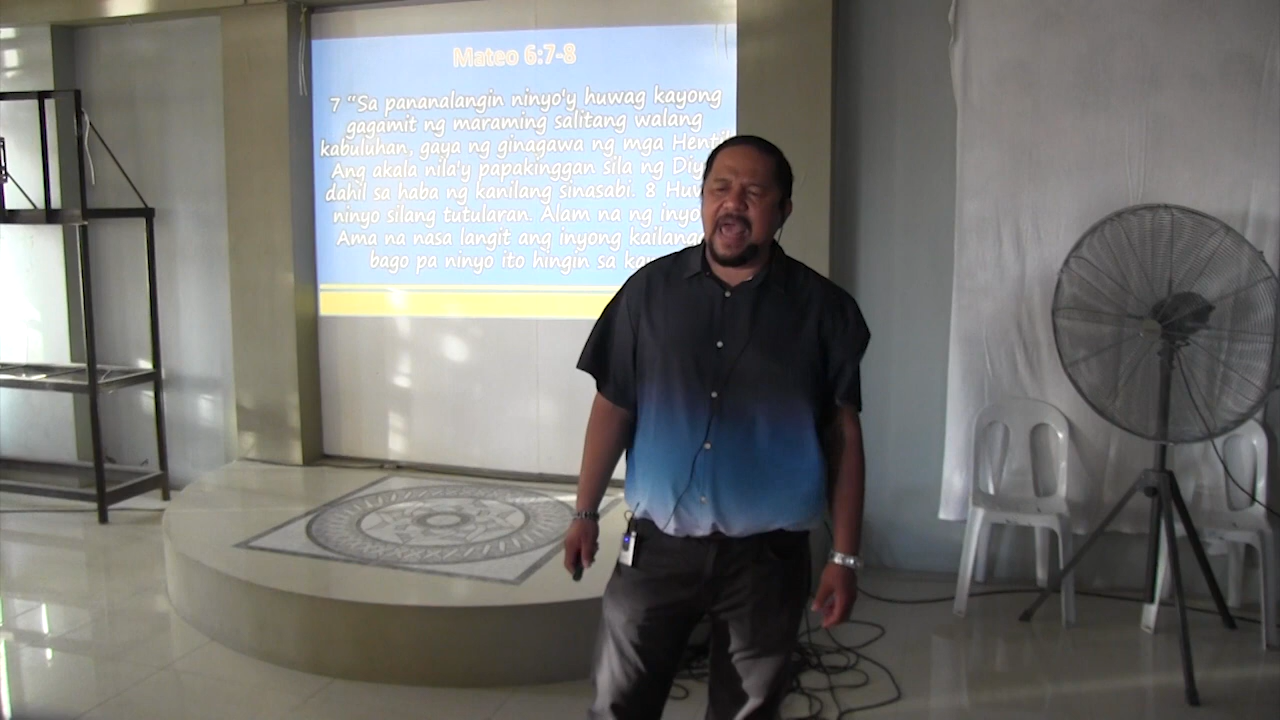 Mateo 6:7-8
7 "Sa pananalangin ninyo'y huwag kayong
gagamit ng maraming salitang walang
kabuluhan, gaya ng ginagawa ng mga
Ang akala nila'y papakinggan sila ng
dahil sa haba ng kanilang sinasabi. 8
ninyo silang tutularan. Alam na ng
Ama na nasa langit ang inyong
bago pa ninyo ito hingin sa